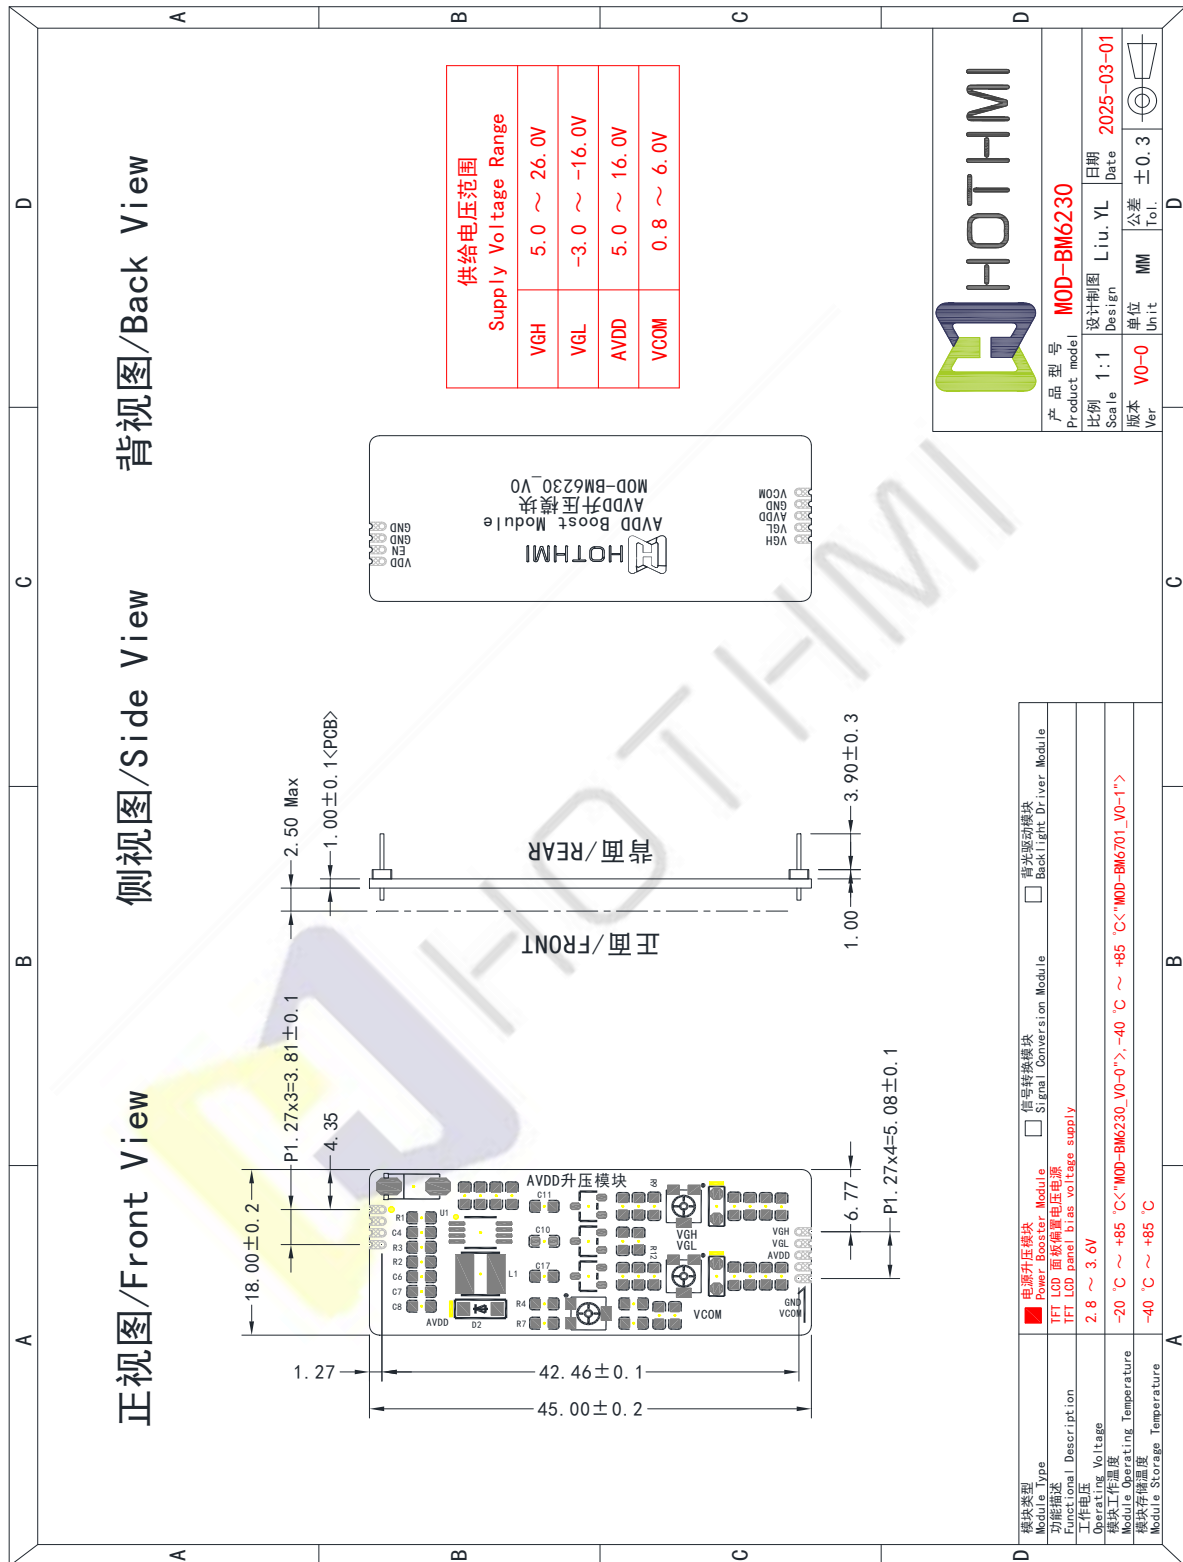 A
B
C
D
正视图/Front View
侧视图/Side View
背视图/Back View
18.00±0.2
P1.27x3=3.81±0.1
4.35
1.27
42.46±0.1
45.00±0.2
6.77±0.1
P1.27x4=5.08±0.1
AVDD升压模块
R1
C4
R3
R2
C6
C7
C8
U1
L1
D2
AVDD
C11
C10
C17
R4
R7
R9
R12
VGH
VGL
VCOM
VGH
VGL
AVDD
GND
VCOM
2.50 Max
1.00±0.1<PCB>
正面/FRONT
背面/REAR
1.00
3.90±0.3
VDD
EN
GND
GND
HOTHMI
AVDD Boost Module
AVDD升压模块
MOD-BM6230_V0
VGH
VGL
AVDD
GND
VCOM
供给电压范围
Supply Voltage Range
VGH 5.0 ～ 26.0V
VGL -3.0 ～ -16.0V
AVDD 5.0 ～ 16.0V
VCOM 0.8 ～ 6.0V
HOTHMI
模块类型 电源升压模块 信号转换模块 背光驱动模块
Module Type Power Booster Module Signal Conversion Module Backlight Driver Module
功能描述 TFT LCD 面板偏置电压电源
Functional Description TFT LCD panel bias voltage supply
工作电压
Operating Voltage 2.8 ～ 3.6V
模块工作温度
Module Operating Temperature -20 ℃ ～ +85 ℃<"MOD-BM6230_V0-0">,-40 ℃ ～ +85 ℃<"MOD-BM6701_V0-1">
模块存储温度
Module Storage Temperature -40 ℃ ～ +85 ℃
HOTHMI
产品型号
Product model MOD-BM6230
比例 1:1 设计制图 Liu.YL 日期 2025-03-01
Scale Design Date
版本 V0-0 单位 MM 公差 ±0.3
Ver Unit Tol.
A
B
C
D
A
B
C
D
A
B
C
D